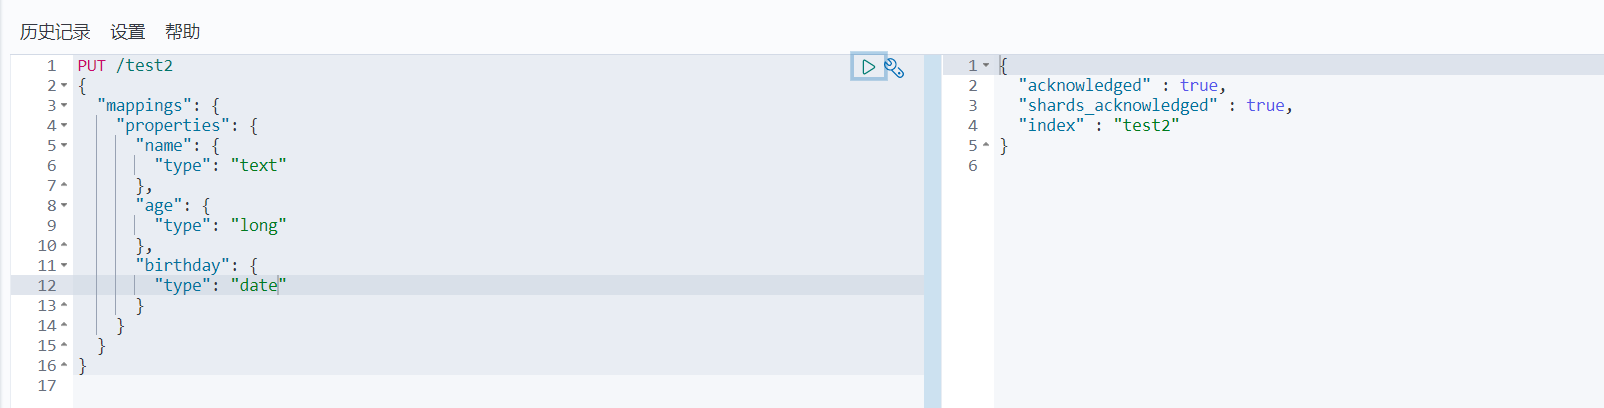 历史记录 设置 帮助
1 PUT /test2
2 {
3 "mappings": {
4 "properties": {
5 "name": {
6 "type": "text"
7 },
8 "age": {
9 "type": "long"
10 },
11 "birthday": {
12 "type": "date"
13 }
14 }
15 }
16 }
17
1 {
2 "acknowledged" : true,
3 "shards_acknowledged" : true,
4 "index" : "test2"
5 }
6